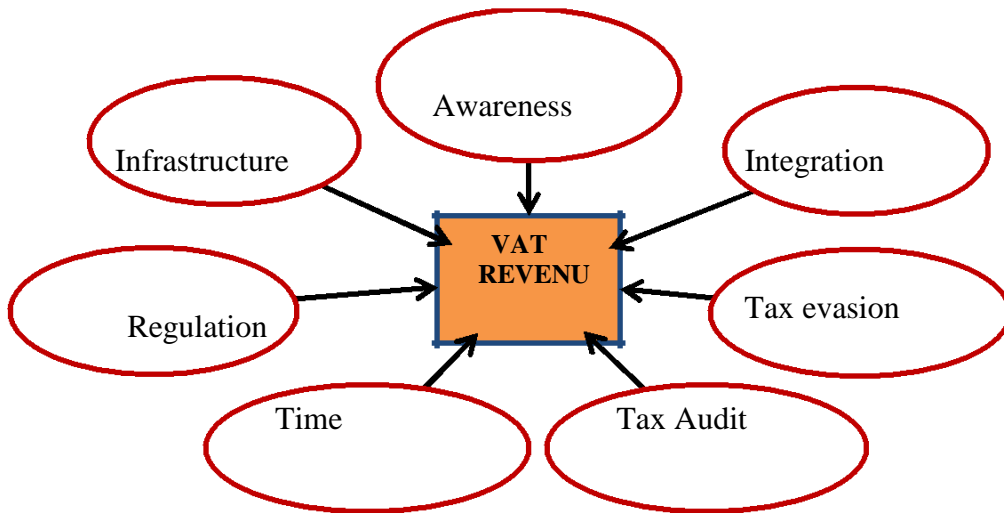 Awareness
Infrastructure
Integration
VAT
REVENU
Regulation
Tax evasion
Time
Tax Audit